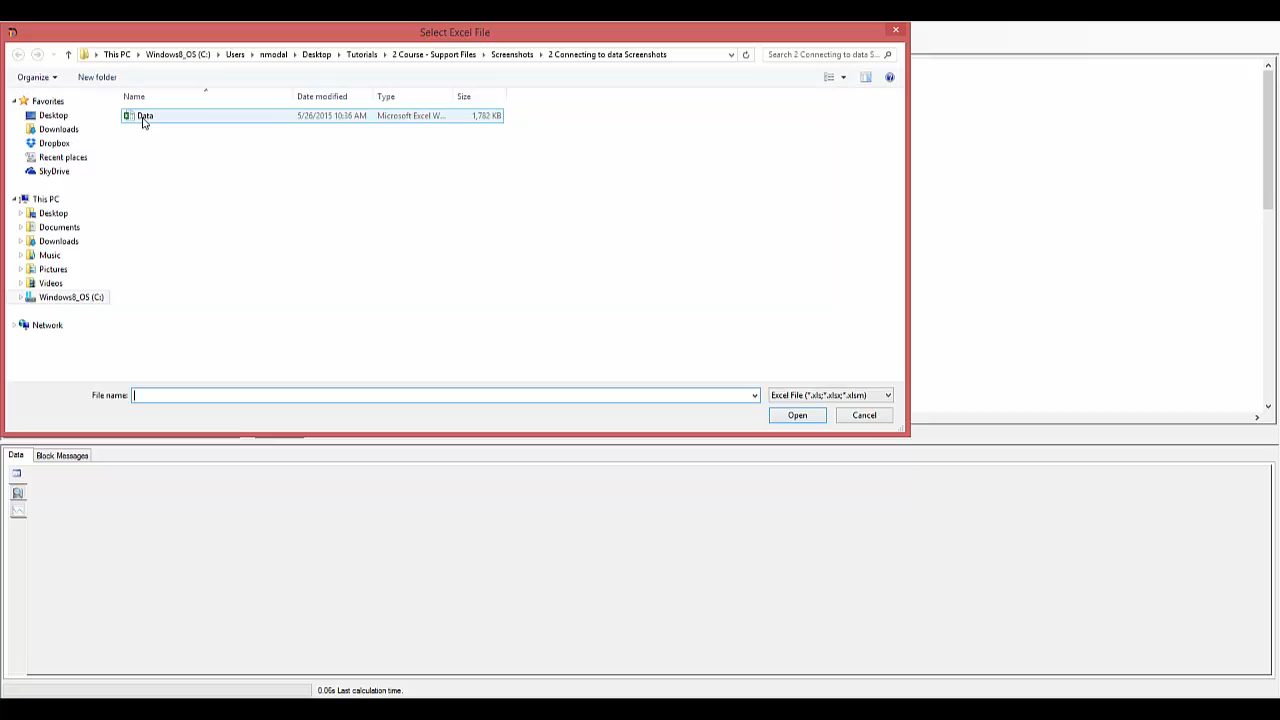 Select Excel File
This PC Windows8_OS (C:) Users nmodal Desktop Tutorials 2 Course - Support Files Screenshots 2 Connecting to data Screenshots Search 2 Connecting to data S...
Organize New folder
Name Date modified Type Size
Favorites
Data 5/26/2015 10:36 AM Microsoft Excel W... 1,782 KB
Desktop
Downloads
Dropbox
Recent places
SkyDrive
This PC
Desktop
Documents
Downloads
Music
Pictures
Videos
Windows8_OS (C:)
Network
File name: Excel File (*.xls;*.xlsx;*.xlsm)
Open Cancel
Data Block Messages
0.06s Last calculation time.